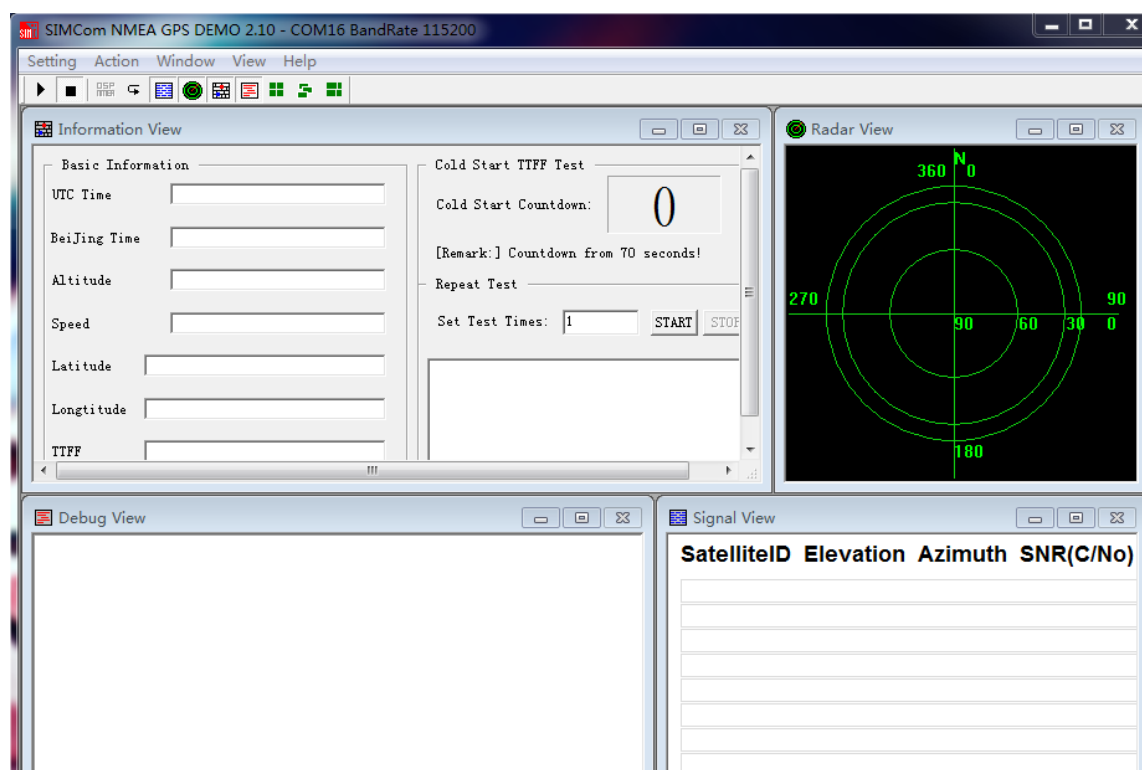 SIMCom NMEA GPS DEMO 2.10 - COM16 BandRate 115200
Setting Action Window View Help
Information View
Basic Information
UTC Time
BeiJing Time
Altitude
Speed
Latitude
Longtitude
TTFF
Cold Start TTFF Test
Cold Start Countdown: 0
[Remark:] Countdown from 70 seconds!
Repeat Test
Set Test Times: 1 START STOP
Radar View
N
360 0
270 90
90 60 30 0
180
Debug View
Signal View
SatelliteID Elevation Azimuth SNR(C/No)